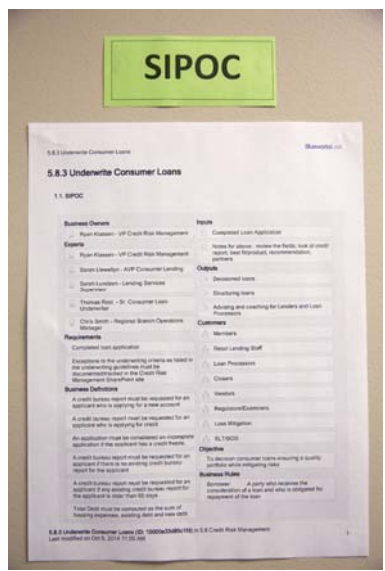 SIPOC
5.8.3 Underwrite Consumer Loans
5.8.3 Underwrite Consumer Loans
1.1. SIPOC
Business Owners
Ryan Klassen - VP Credit Risk Management
Experts
Ryan Klassen - VP Credit Risk Management
Sarah Llewellyn - AVP Consumer Lending
Sarah Lundeen - Lending Services
Supervisor
Thomas Root - Sr. Consumer Loan
Underwriter
Chris Smith - Regional Branch Operations
Manager
Requirements
Completed loan application
Exceptions to the underwriting criteria as listed in
the underwriting guidelines must be
documented/tracked in the Credit Risk
Management SharePoint site
Business Definitions
A credit bureau report must be requested for an
applicant who is applying for a new account
A credit bureau report must be requested for an
applicant who is applying for credit
An application must be considered an incomplete
application if the applicant has a credit freeze.
A credit bureau report must be requested for an
applicant if there is no existing credit bureau
report for the applicant
A credit bureau report must be requested for an
applicant if any existing credit bureau report for
the applicant is older than 60 days
Total Debt must be computed as the sum of
housing expenses, existing debt and new debt
Inputs
Completed Loan Application
Notes for above: review the fields, look at credit
report, best fit/product, recommendation,
partners
Outputs
Decisioned loans
Structuring loans
Advising and coaching for Lenders and Loan
Processors
Customers
Members
Retail Lending Staff
Loan Processors
Closers
Vendors
Regulators/Examiners
Loss Mitigation
SLT/BOD
Objective
To decision consumer loans ensuring a quality
portfolio while mitigating risks
Business Rules
Borrower A party who receives the
consideration of a loan and who is obligated for
repayment of the loan
5.8.3 Underwrite Consumer Loans in 5.8 Credit Risk Management
Last modified on Oct 8, 2014 11:00 AM